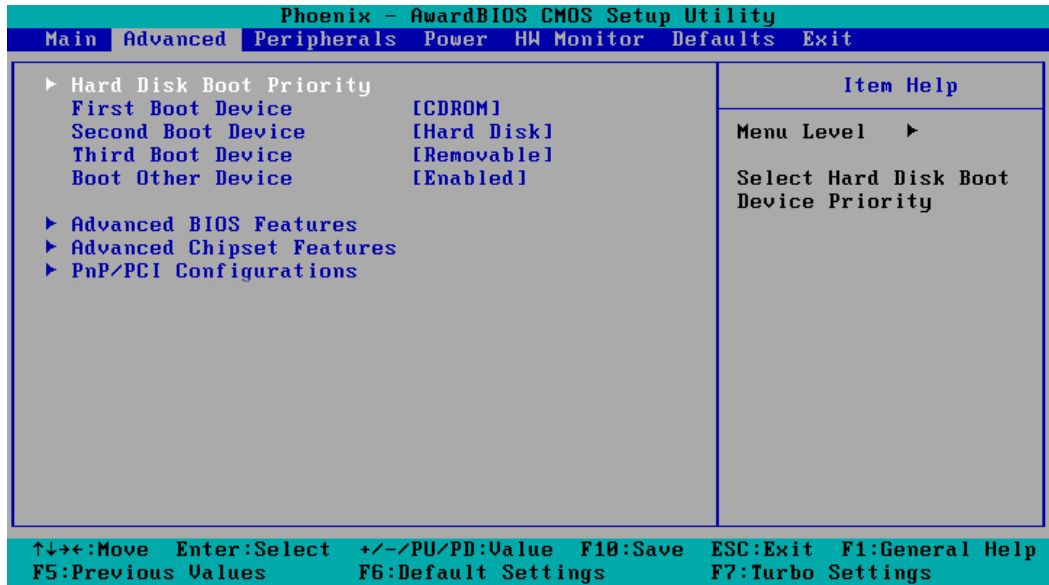 Phoenix - AwardBIOS CMOS Setup Utility
Main Advanced Peripherals Power HW Monitor Defaults Exit
▶ Hard Disk Boot Priority
First Boot Device [CDROM]
Second Boot Device [Hard Disk]
Third Boot Device [Removable]
Boot Other Device [Enabled]
▶ Advanced BIOS Features
▶ Advanced Chipset Features
▶ PnP/PCI Configurations
Item Help
Menu Level ▶
Select Hard Disk Boot
Device Priority
↑↓→←:Move Enter:Select +/-/PU/PD:Value F10:Save ESC:Exit F1:General Help
F5:Previous Values F6:Default Settings F7:Turbo Settings